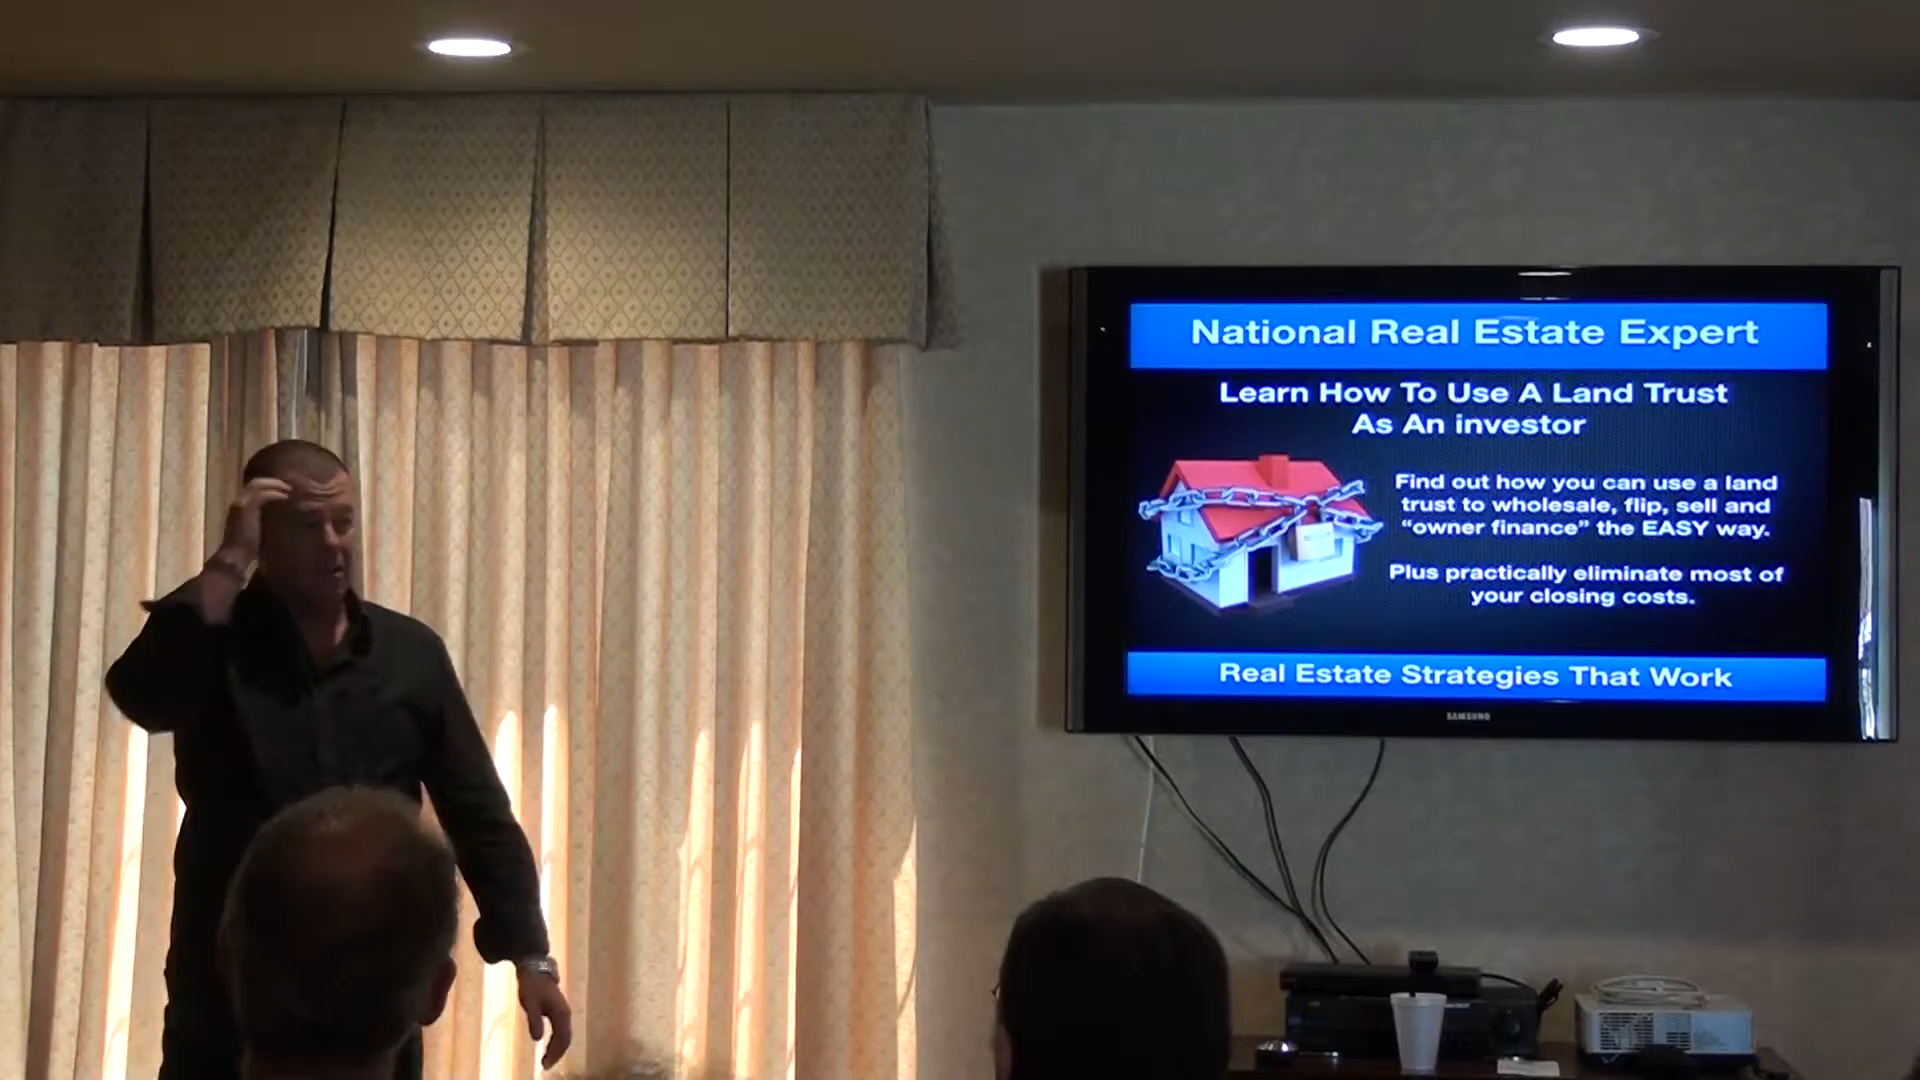 National Real Estate Expert
Learn How To Use A Land Trust
As An investor
Find out how you can use a land
trust to wholesale, flip, sell and
“owner finance” the EASY way.
Plus practically eliminate most of
your closing costs.
Real Estate Strategies That Work
SAMSUNG